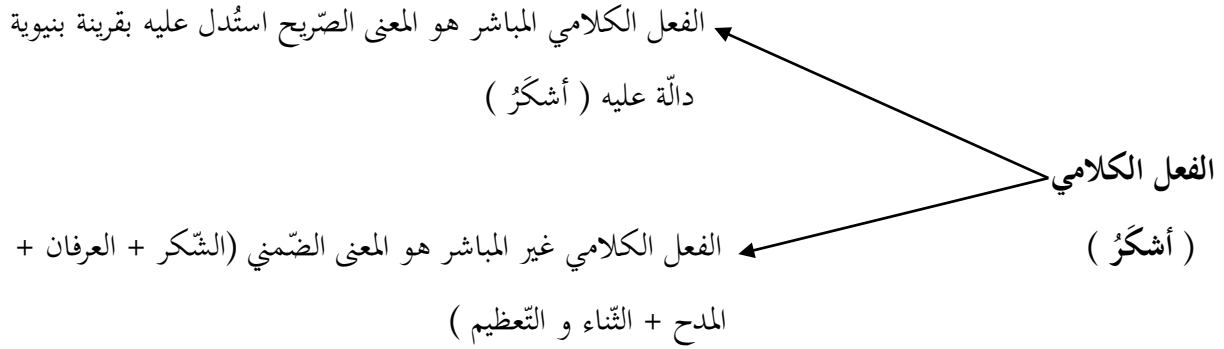 الفعل الكلامي المباشر هو المعنى الصّريح استُدل عليه بقرينة بنيوية
دالّة عليه ( أشكَرُ )
الفعل الكلامي
( أشكَرُ )
الفعل الكلامي غير المباشر هو المعنى الضّمني (الشّكر + العرفان +
المدح + الثّناء و التّعظيم )